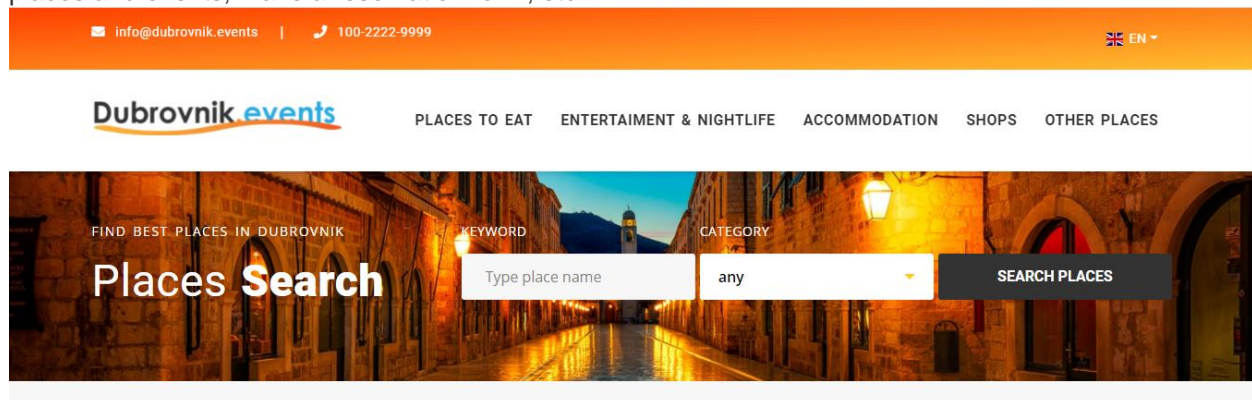 info@dubrovnik.events | 100-2222-9999
EN
Dubrovnik.events
PLACES TO EAT ENTERTAIMENT & NIGHTLIFE ACCOMMODATION SHOPS OTHER PLACES
FIND BEST PLACES IN DUBROVNIK
Places Search
KEYWORD
Type place name
CATEGORY
any
SEARCH PLACES